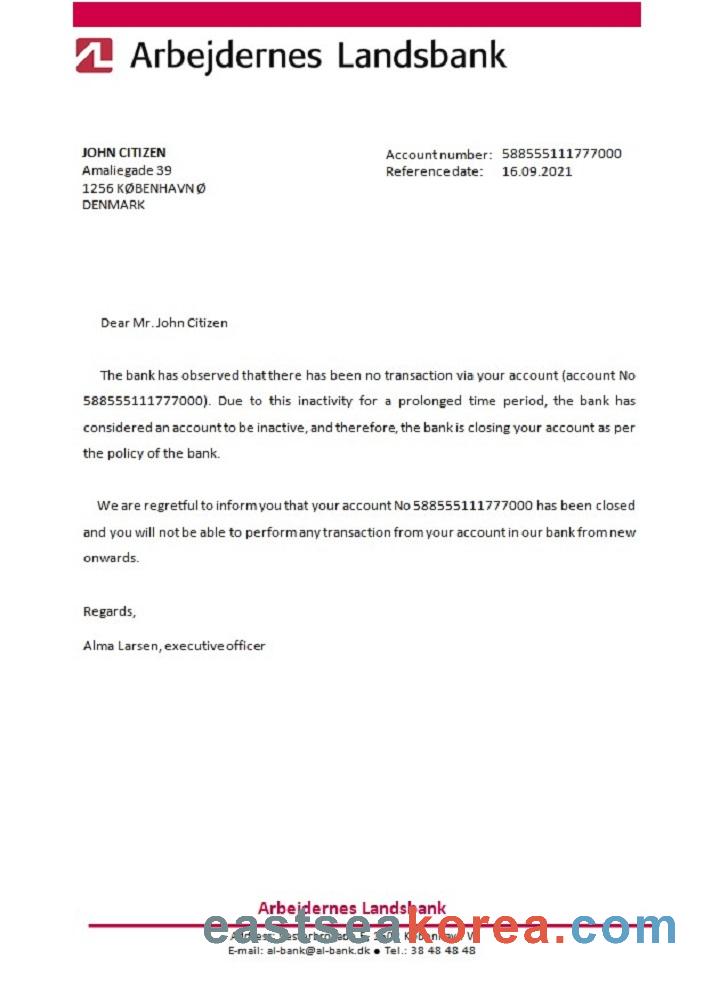 Arbejdernes Landsbank
JOHN CITIZEN
Amaliegade 39
1256 KØBENHAVN Ø
DENMARK
Account number: 588555111777000
Reference date: 16.09.2021
Dear Mr. John Citizen
The bank has observed that there has been no transaction via your account (account No
588555111777000). Due to this inactivity for a prolonged time period, the bank has
considered an account to be inactive, and therefore, the bank is closing your account as per
the policy of the bank.
We are regretful to inform you that your account No 588555111777000 has been closed
and you will not be able to perform any transaction from your account in our bank from new
onwards.
Regards,
Alma Larsen, executive officer
Arbejdernes Landsbank
eastseakorea.com
E-mail: al-bank@al-bank.dk ● Tel.: 38 48 48 48